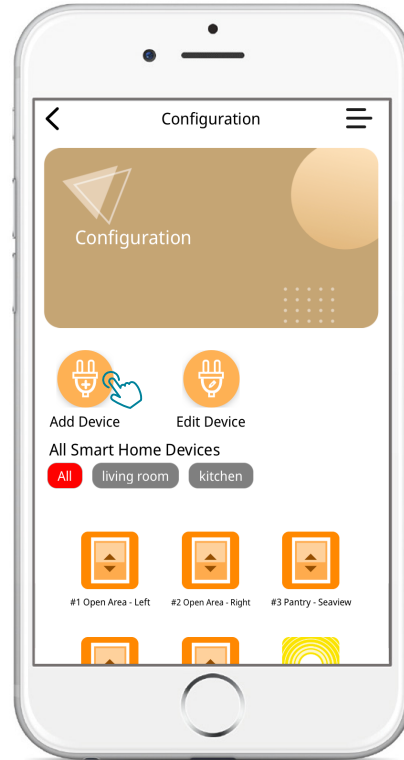 Configuration
Configuration
Add Device Edit Device
All Smart Home Devices
All living room kitchen
#1 Open Area - Left #2 Open Area - Right #3 Pantry - Seaview